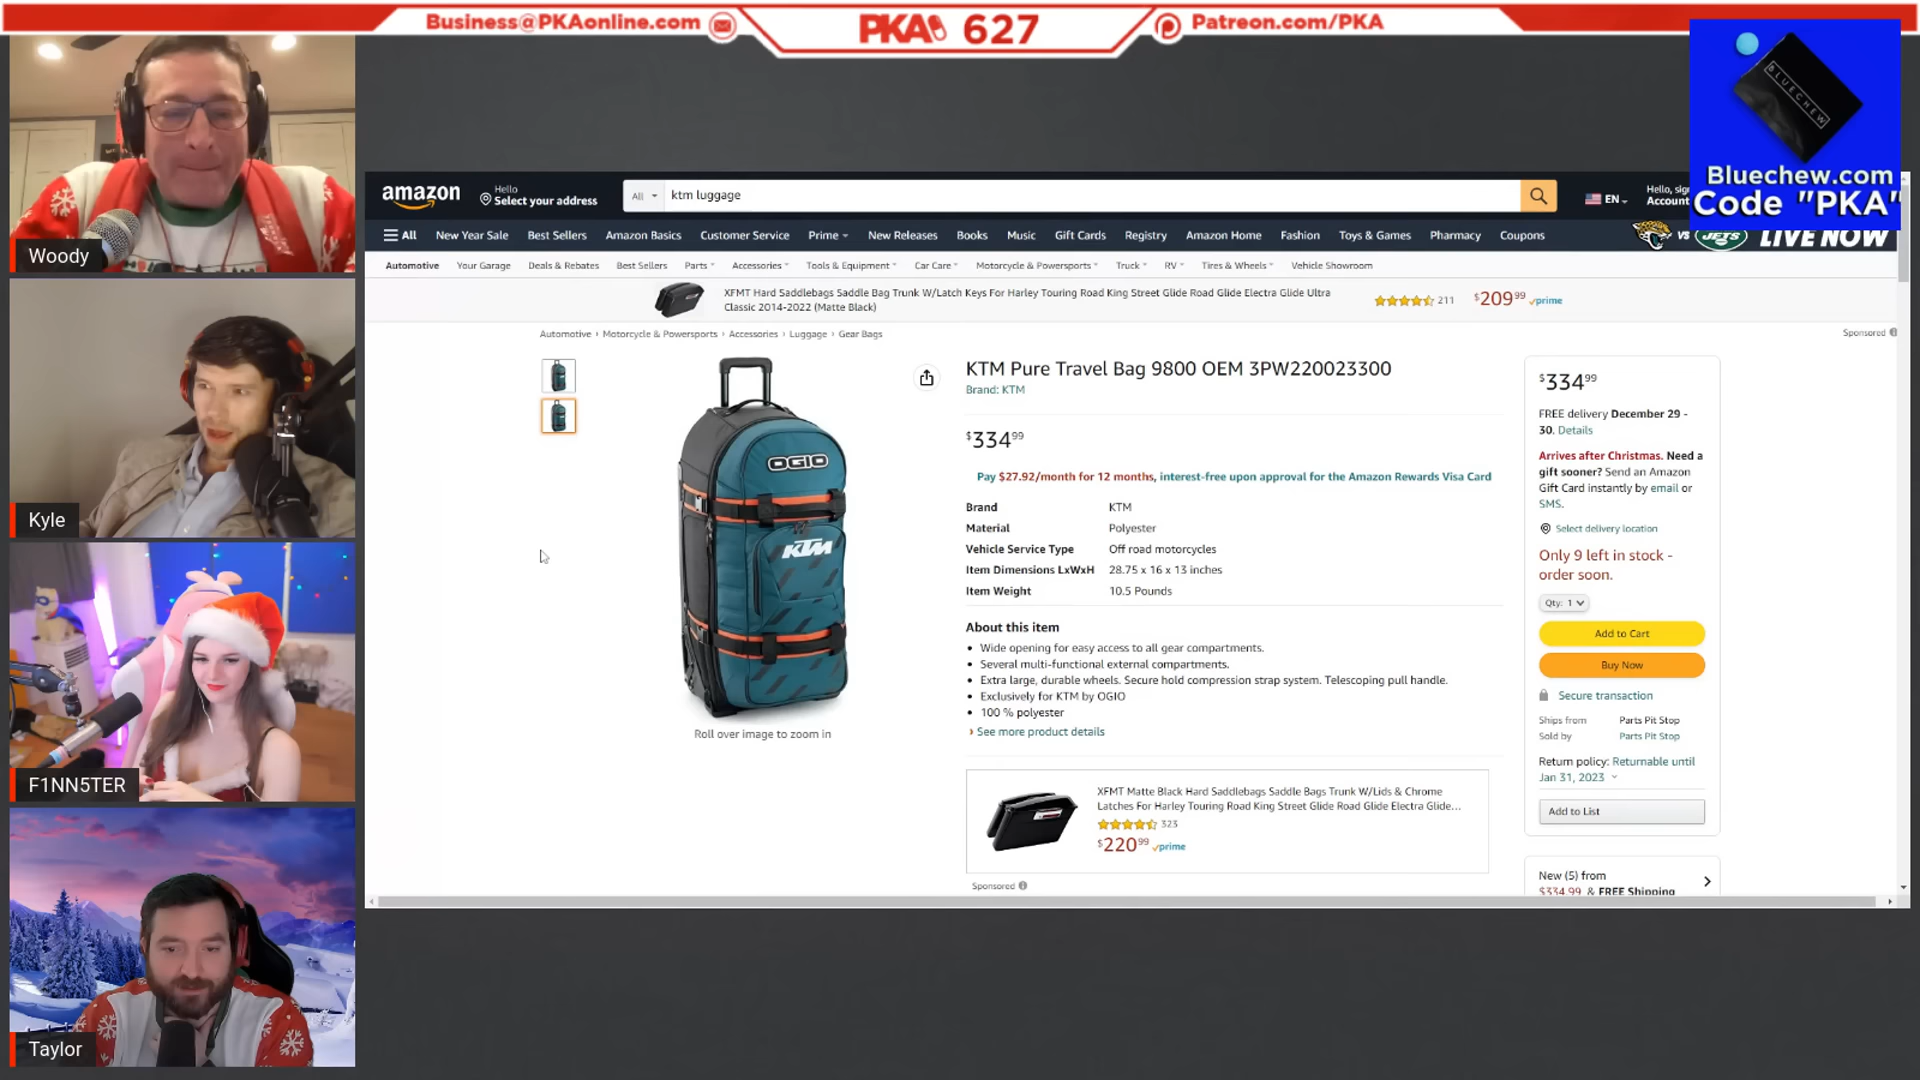 Business@PKAonline.com
PKA 627
Patreon.com/PKA
BLUECHEW
Bluechew.com
Code "PKA"
Woody
Kyle
F1NN5TER
Taylor
amazon
Hello
Select your address
All
ktm luggage
EN
Hello, sig
Account
All
New Year Sale
Best Sellers
Amazon Basics
Customer Service
Prime
New Releases
Books
Music
Gift Cards
Registry
Amazon Home
Fashion
Toys & Games
Pharmacy
Coupons
VS
JETS
LIVE NOW
Automotive
Your Garage
Deals & Rebates
Best Sellers
Parts
Accessories
Tools & Equipment
Car Care
Motorcycle & Powersports
Truck
RV
Tires & Wheels
Vehicle Showroom
XFMT Hard Saddlebags Saddle Bag Trunk W/Latch Keys For Harley Touring Road King Street Glide Road Glide Electra Glide Ultra
Classic 2014-2022 (Matte Black)
211
$20999
prime
Sponsored
Automotive › Motorcycle & Powersports › Accessories › Luggage › Gear Bags
OGIO
KTM
Roll over image to zoom in
KTM Pure Travel Bag 9800 OEM 3PW220023300
Brand: KTM
$33499
Pay $27.92/month for 12 months, interest-free upon approval for the Amazon Rewards Visa Card
Brand KTM
Material Polyester
Vehicle Service Type Off road motorcycles
Item Dimensions LxWxH 28.75 x 16 x 13 inches
Item Weight 10.5 Pounds
About this item
• Wide opening for easy access to all gear compartments.
• Several multi-functional external compartments.
• Extra large, durable wheels. Secure hold compression strap system. Telescoping pull handle.
• Exclusively for KTM by OGIO
• 100 % polyester
› See more product details
XFMT Matte Black Hard Saddlebags Saddle Bags Trunk W/Lids & Chrome
Latches For Harley Touring Road King Street Glide Road Glide Electra Glide...
323
$22099
prime
Sponsored
$33499
FREE delivery December 29 -
30. Details
Arrives after Christmas. Need a
gift sooner? Send an Amazon
Gift Card instantly by email or
SMS.
Select delivery location
Only 9 left in stock -
order soon.
Qty: 1
Add to Cart
Buy Now
Secure transaction
Ships from Parts Pit Stop
Sold by Parts Pit Stop
Return policy: Returnable until
Jan 31, 2023
Add to List
New (5) from
$334.99 & FREE Shipping